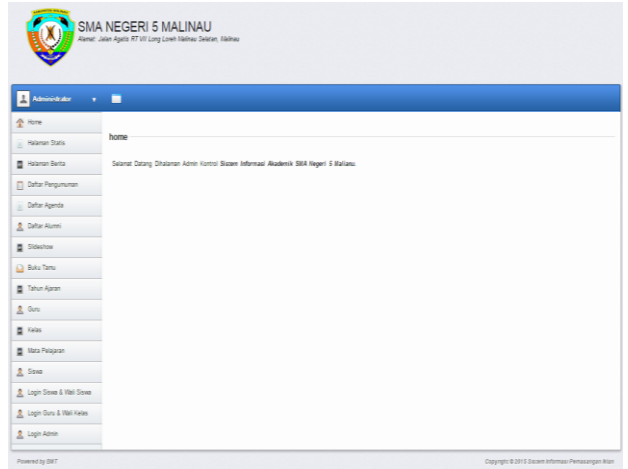 SMA NEGERI 5 MALINAU
Alamat: Jalan Agatis RT VII Long Loreh Malinau Selatan, Malinau
Administrator
Home
Halaman Statis
home
Halaman Berita
Selamat Datang Dihalaman Admin Kontrol Sistem Informasi Akademik SMA Negeri 5 Malianu.
Daftar Pengumuman
Daftar Agenda
Daftar Alumni
Slideshow
Buku Tamu
Tahun Ajaran
Guru
Kelas
Mata Pelajaran
Siswa
Login Siswa & Wali Siswa
Login Guru & Wali Kelas
Login Admin
Powered by
Copyright © 2015 Sistem Informasi Pemasangan Iklan